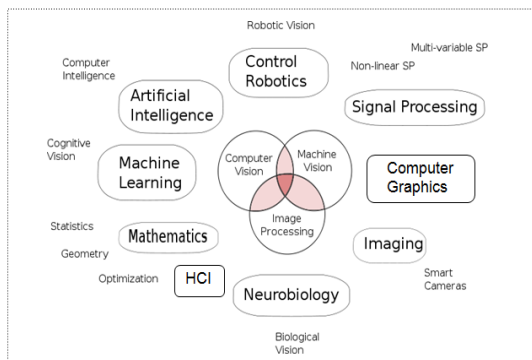 Robotic Vision
Multi-variable SP
Computer
Intelligence
Control
Robotics
Non-linear SP
Artificial
Intelligence
Signal Processing
Cognitive
Vision
Machine
Learning
Computer
Vision
Machine
Vision
Computer
Graphics
Image
Processing
Statistics
Mathematics
Geometry
Imaging
Optimization
HCI
Neurobiology
Smart
Cameras
Biological
Vision